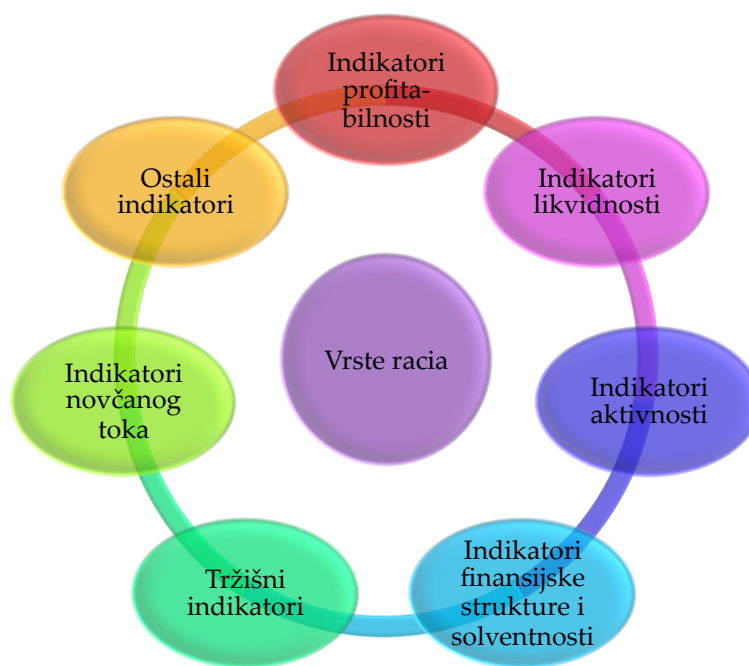 Indikatori
profita-
bilnosti
Indikatori
likvidnosti
Indikatori
aktivnosti
Indikatori
finansijske
strukture i
solventnosti
Tržišni
indikatori
Indikatori
novčanog
toka
Ostali
indikatori
Vrste racia